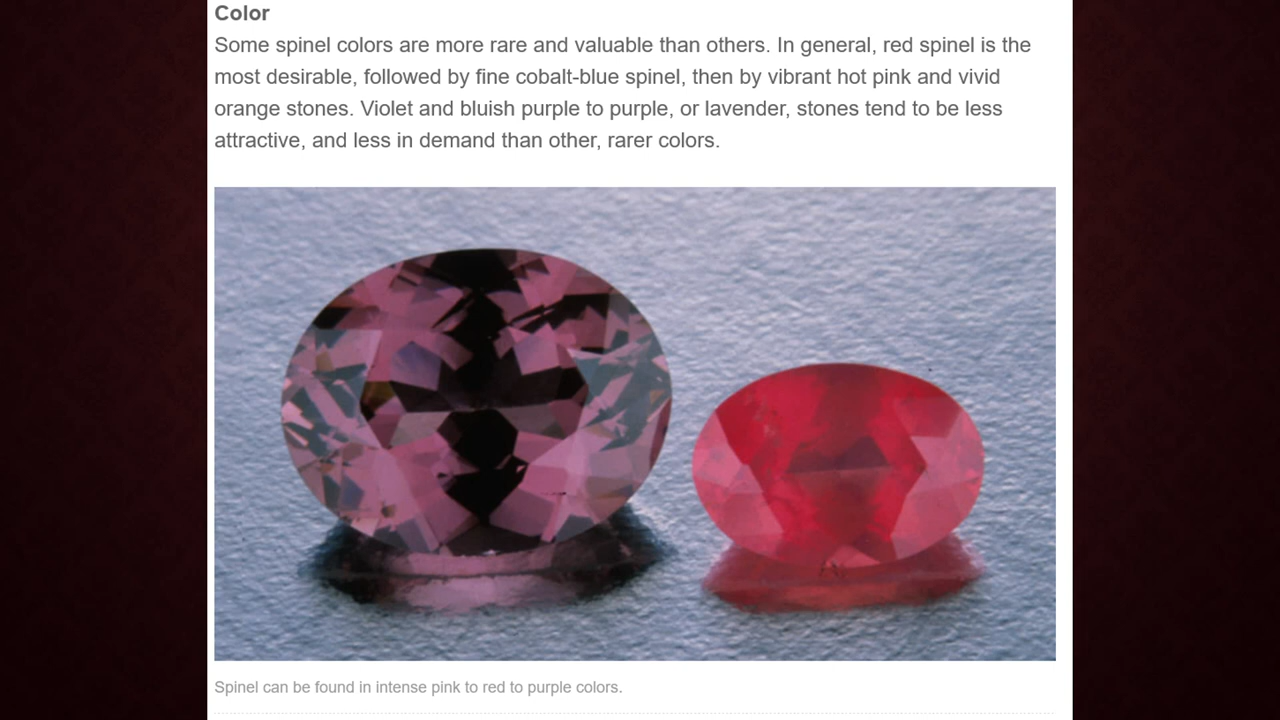 Color
Some spinel colors are more rare and valuable than others. In general, red spinel is the
most desirable, followed by fine cobalt-blue spinel, then by vibrant hot pink and vivid
orange stones. Violet and bluish purple to purple, or lavender, stones tend to be less
attractive, and less in demand than other, rarer colors.
Spinel can be found in intense pink to red to purple colors.